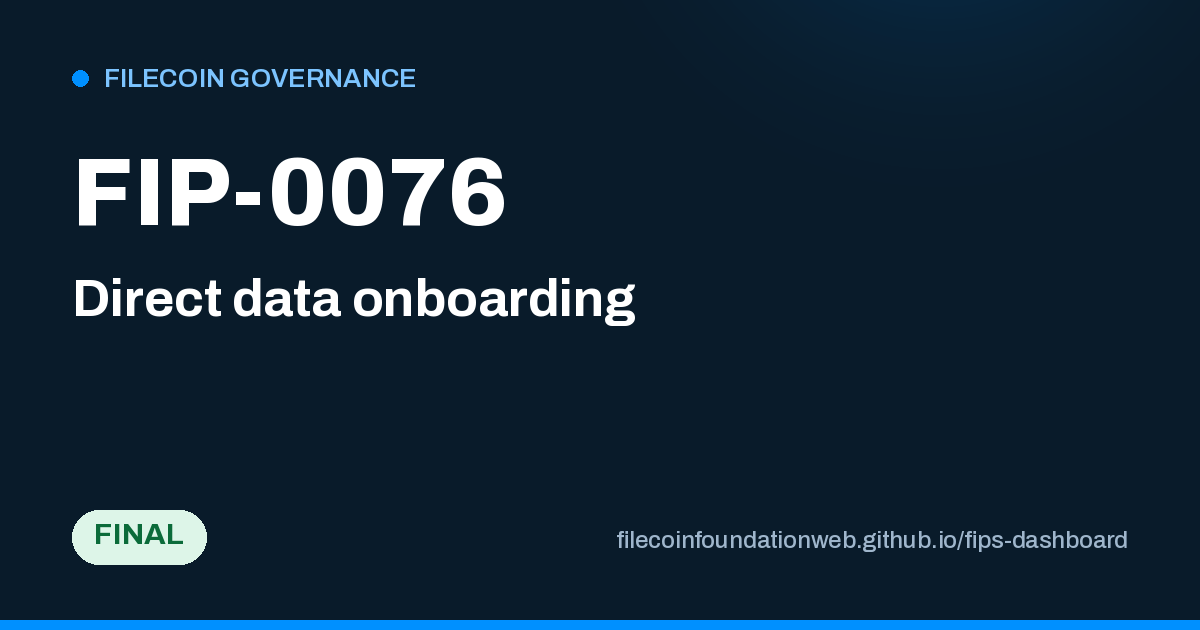 FILECOIN GOVERNANCE
FIP-0076
Direct data onboarding
FINAL
filecoinfoundationweb.github.io/fips-dashboard